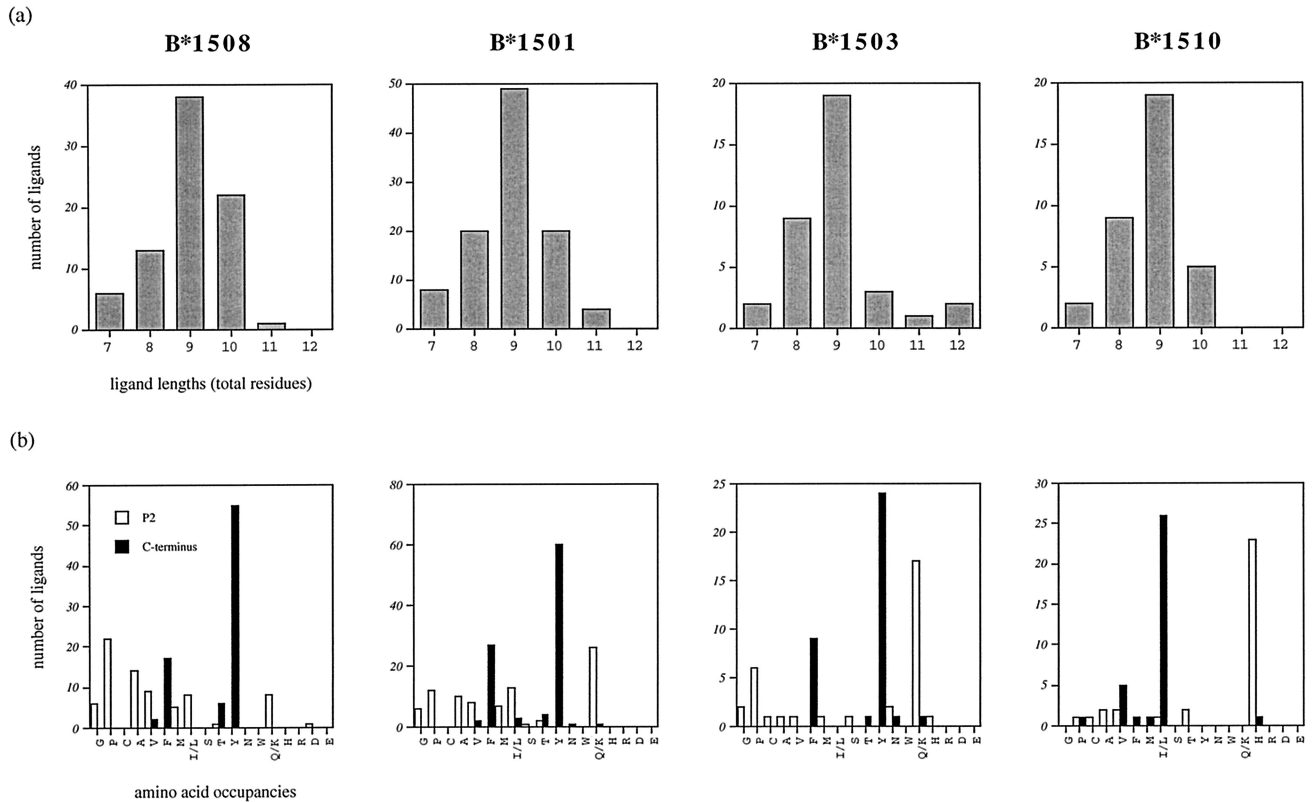 (a)
B*1508 B*1501 B*1503 B*1510
number of ligands
40
30
20
10
0
7 8 9 10 11 12
50
40
30
20
10
0
7 8 9 10 11 12
20
15
10
5
0
7 8 9 10 11 12
20
15
10
5
0
7 8 9 10 11 12
ligand lengths (total residues)
(b)
number of ligands
60
50
40
30
20
10
0
P2
C-terminus
G P C A V F M I/L S T Y N W Q/K H R D E
80
60
40
20
0
G P C A V F M I/L S T Y N W Q/K H R D E
25
20
15
10
5
0
G P C A V F M I/L S T Y N W Q/K H R D E
30
25
20
15
10
5
0
G P C A V F M I/L S T Y N W Q/K H R D E
amino acid occupancies